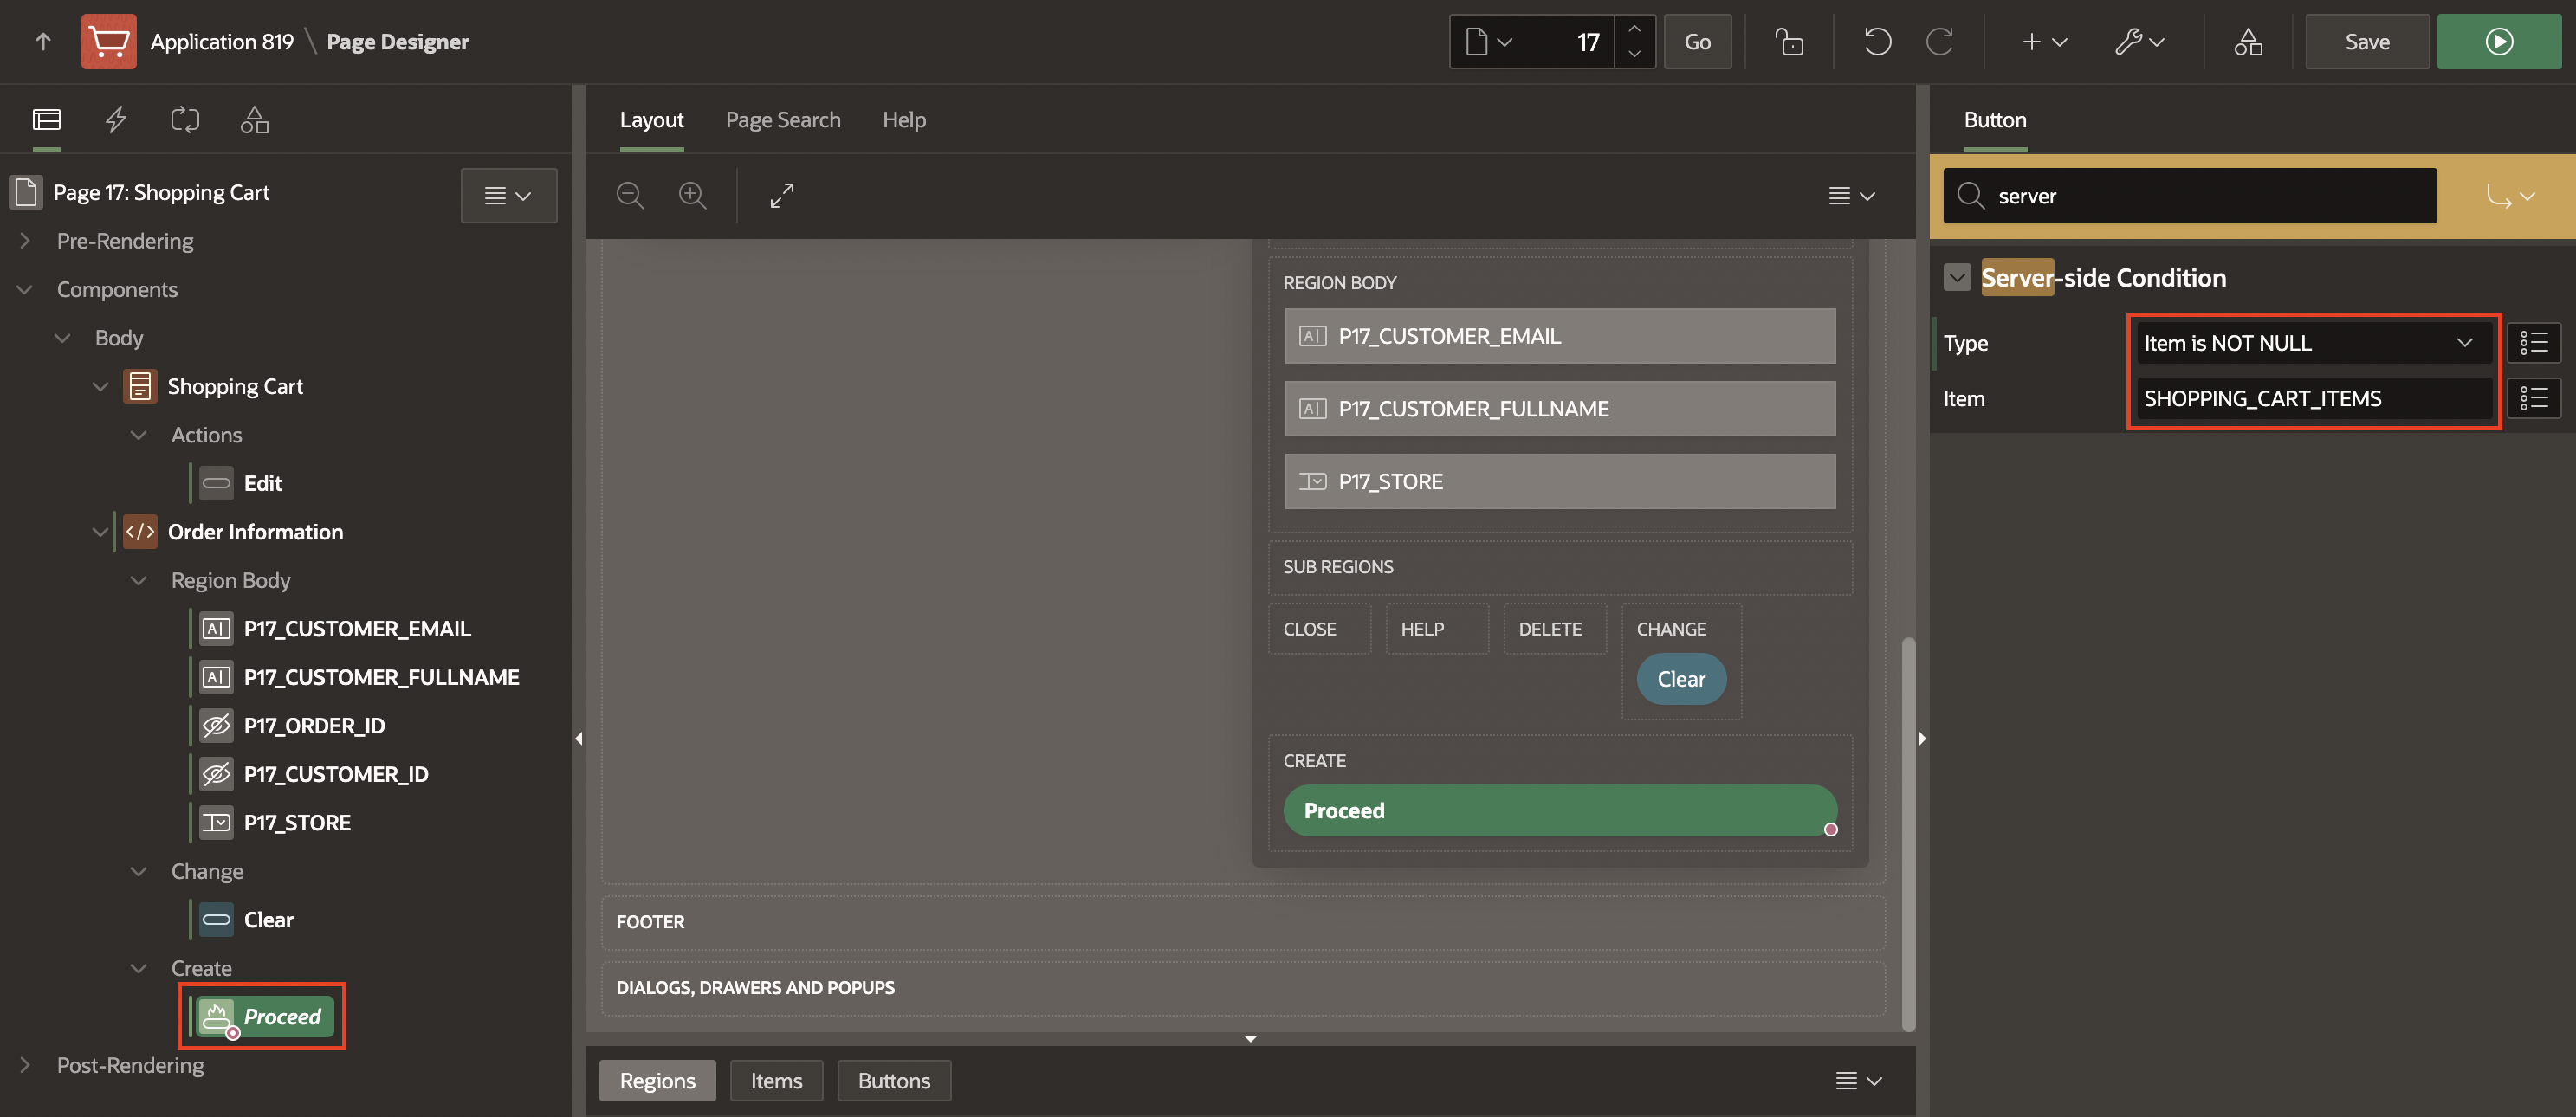 Application 819 \ Page Designer
17
Go
Save
Layout
Page Search
Help
Button
Page 17: Shopping Cart
server
Pre-Rendering
Components
Body
Shopping Cart
Actions
Edit
Order Information
Region Body
P17_CUSTOMER_EMAIL
P17_CUSTOMER_FULLNAME
P17_ORDER_ID
P17_CUSTOMER_ID
P17_STORE
Change
Clear
Create
Proceed
Post-Rendering
REGION BODY
P17_CUSTOMER_EMAIL
P17_CUSTOMER_FULLNAME
P17_STORE
SUB REGIONS
CLOSE
HELP
DELETE
CHANGE
Clear
CREATE
Proceed
FOOTER
DIALOGS, DRAWERS AND POPUPS
Regions
Items
Buttons
Server-side Condition
Type
Item is NOT NULL
Item
SHOPPING_CART_ITEMS